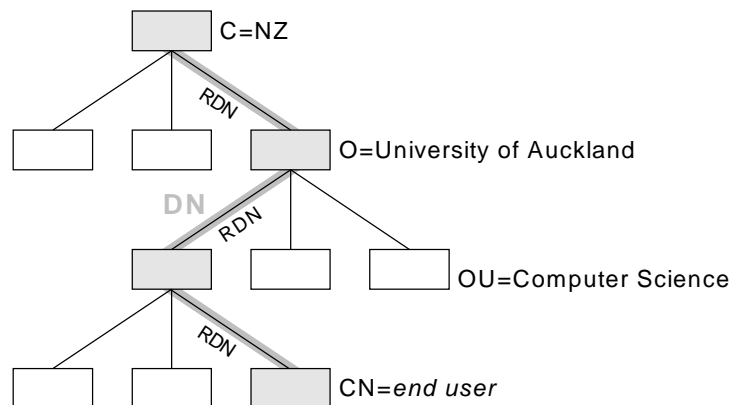 C=NZ
RDN
O=University of Auckland
DN
RDN
OU=Computer Science
RDN
CN=end user